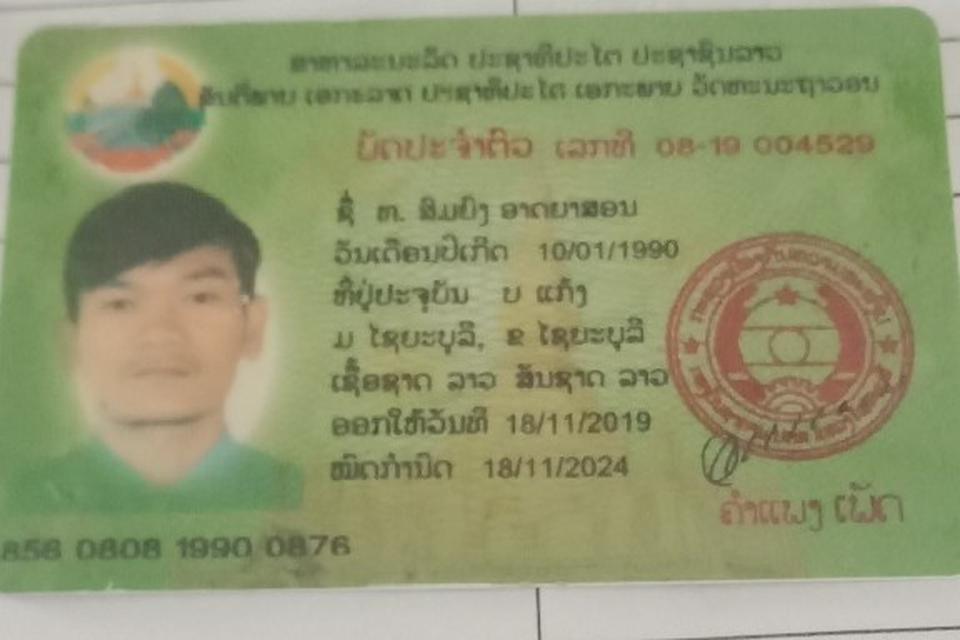 ສາທາລະນະລັດ ປະຊາທິປະໄຕ ປະຊາຊົນລາວ
ສັນຕິພາບ ເອກະລາດ ປະຊາທິປະໄຕ ເອກະພາບ ວັດທະນະຖາວອນ
ບັດປະຈຳຕົວ ເລກທີ 08-19 004529
ຊື່ ທ. ສົມຍົງ ອາດຍາສອນ
ວັນເດືອນປີເກີດ 10/01/1990
ທີ່ຢູ່ປະຈຸບັນ ບ ແກ້ງ
ມ ໄຊຍະບຸລີ, ຂ ໄຊຍະບຸລີ
ເຊື້ອຊາດ ລາວ ສັນຊາດ ລາວ
ອອກໃຫ້ວັນທີ 18/11/2019
ໝົດກຳນົດ 18/11/2024
ຄຳແພງ ເພັດ
856 0808 1990 0876